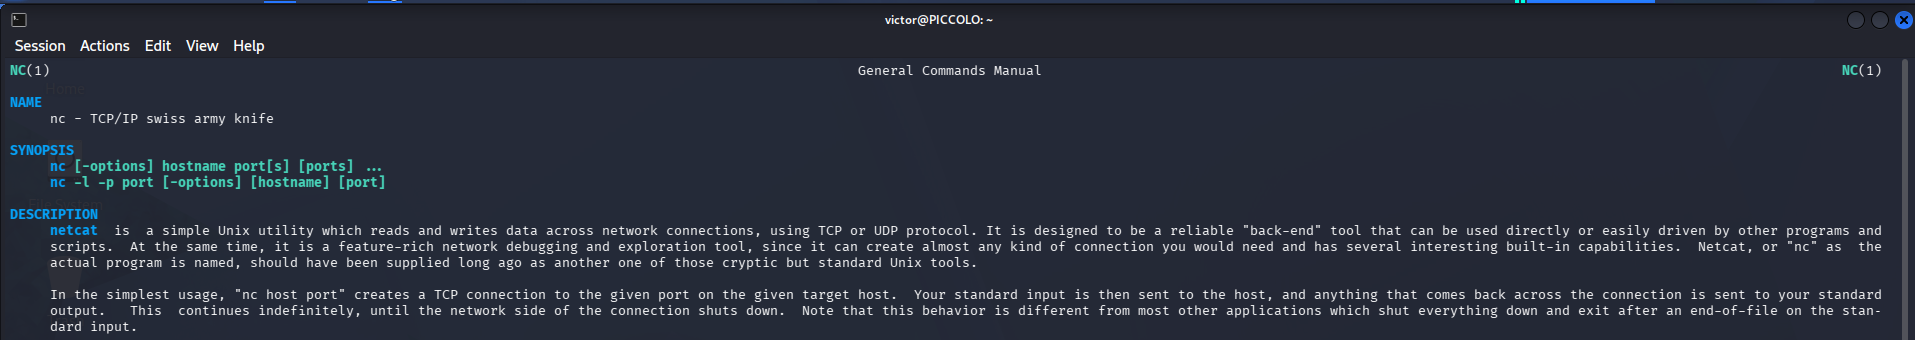 victor@PICCOLO: ~
Session Actions Edit View Help
NC(1) General Commands Manual NC(1)
NAME
nc - TCP/IP swiss army knife
SYNOPSIS
nc [-options] hostname port[s] [ports] ...
nc -l -p port [-options] [hostname] [port]
DESCRIPTION
netcat is a simple Unix utility which reads and writes data across network connections, using TCP or UDP protocol. It is designed to be a reliable "back-end" tool that can be used directly or easily driven by other programs and
scripts. At the same time, it is a feature-rich network debugging and exploration tool, since it can create almost any kind of connection you would need and has several interesting built-in capabilities. Netcat, or "nc" as the
actual program is named, should have been supplied long ago as another one of those cryptic but standard Unix tools.
In the simplest usage, "nc host port" creates a TCP connection to the given port on the given target host. Your standard input is then sent to the host, and anything that comes back across the connection is sent to your standard
output. This continues indefinitely, until the network side of the connection shuts down. Note that this behavior is different from most other applications which shut everything down and exit after an end-of-file on the stan-
dard input.